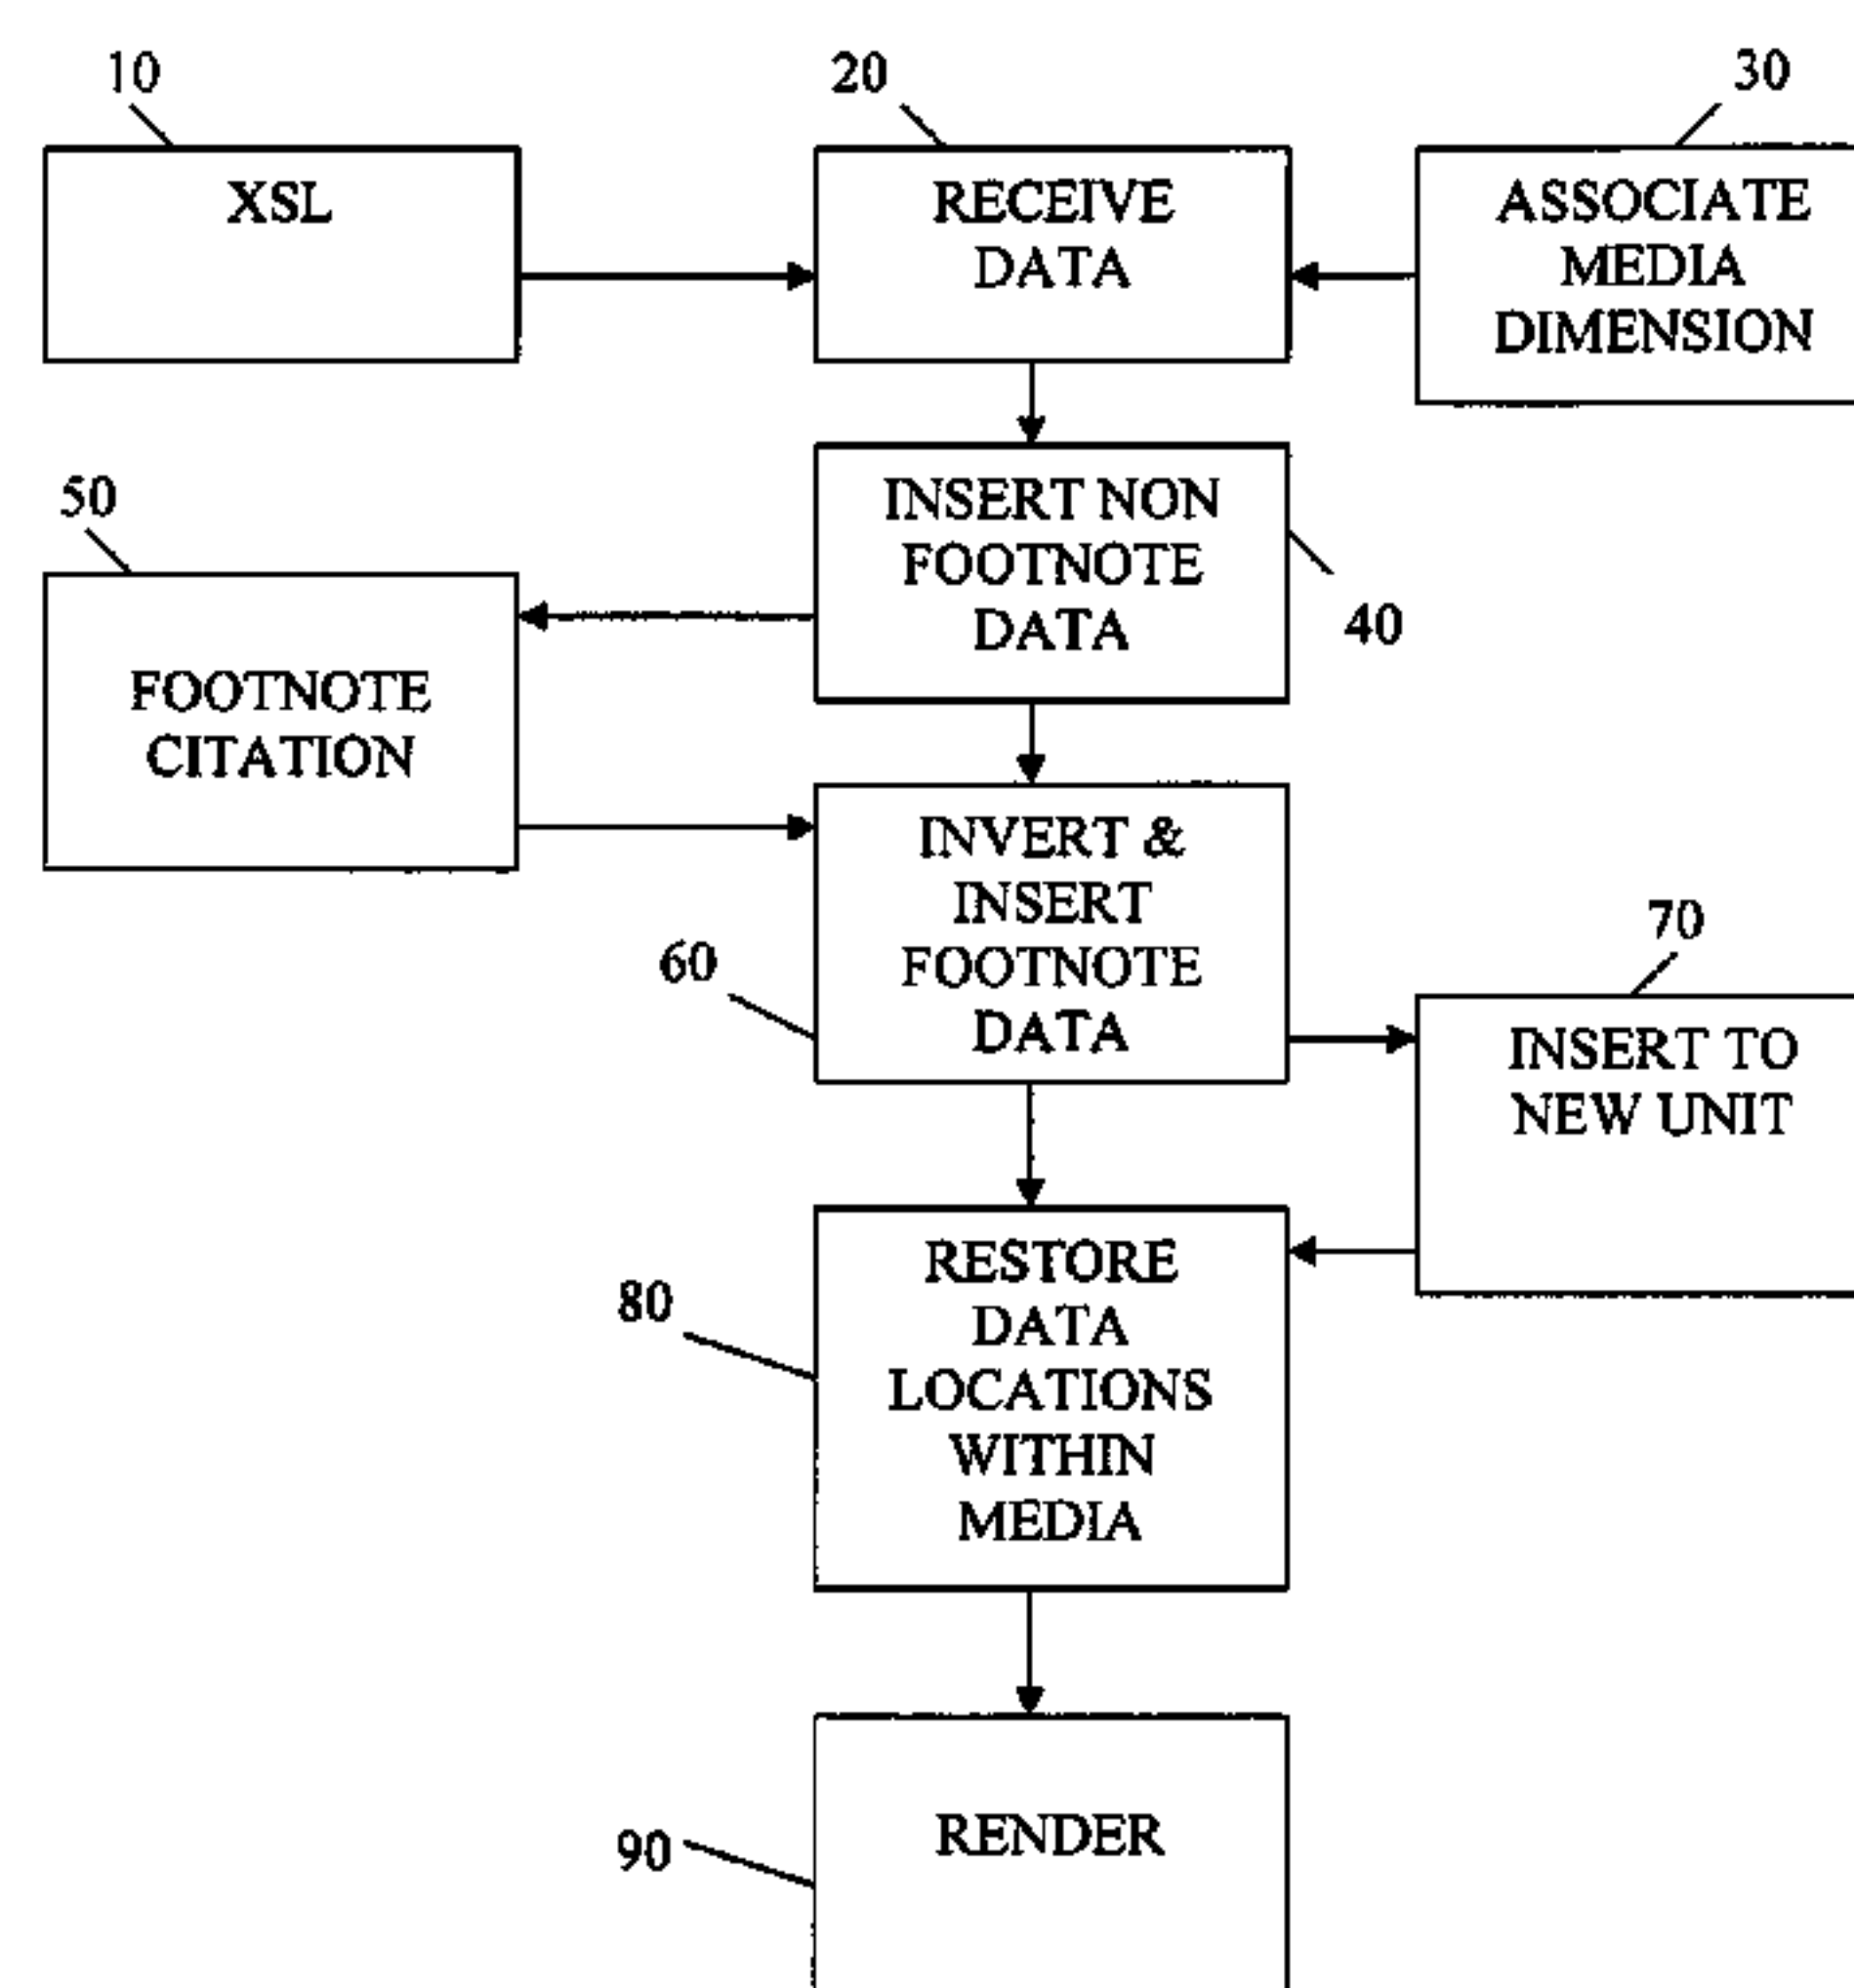 10
20
30
XSL
RECEIVE
DATA
ASSOCIATE
MEDIA
DIMENSION
50
INSERT NON
FOOTNOTE
DATA
40
FOOTNOTE
CITATION
INVERT &
INSERT
FOOTNOTE
DATA
60
70
INSERT TO
NEW UNIT
RESTORE
DATA
LOCATIONS
WITHIN
MEDIA
80
RENDER
90